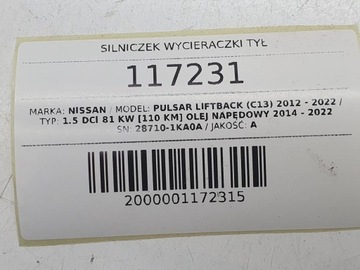 SILNICZEK WYCIERACZKI TYŁ
117231
MARKA: NISSAN / MODEL: PULSAR LIFTBACK (C13) 2012 - 2022 /
TYP: 1.5 DCI 81 KW [110 KM] OLEJ NAPĘDOWY 2014 - 2022
SN: 28710-1KA0A / JAKOŚĆ: A
2000001172315